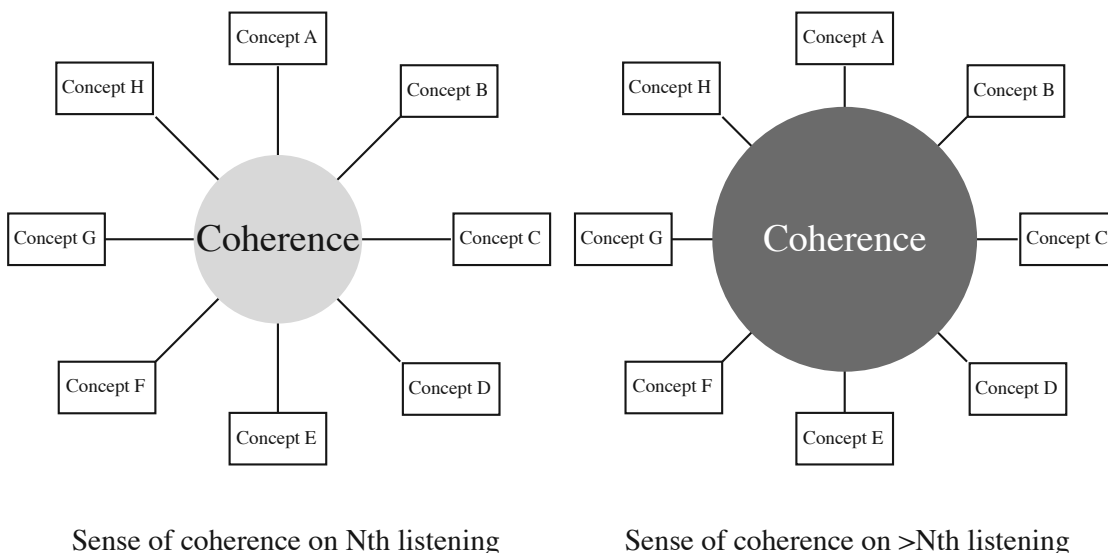 Concept A
Concept B
Concept C
Concept D
Concept E
Concept F
Concept G
Concept H
Coherence
Sense of coherence on Nth listening
Concept A
Concept B
Concept C
Concept D
Concept E
Concept F
Concept G
Concept H
Coherence
Sense of coherence on >Nth listening